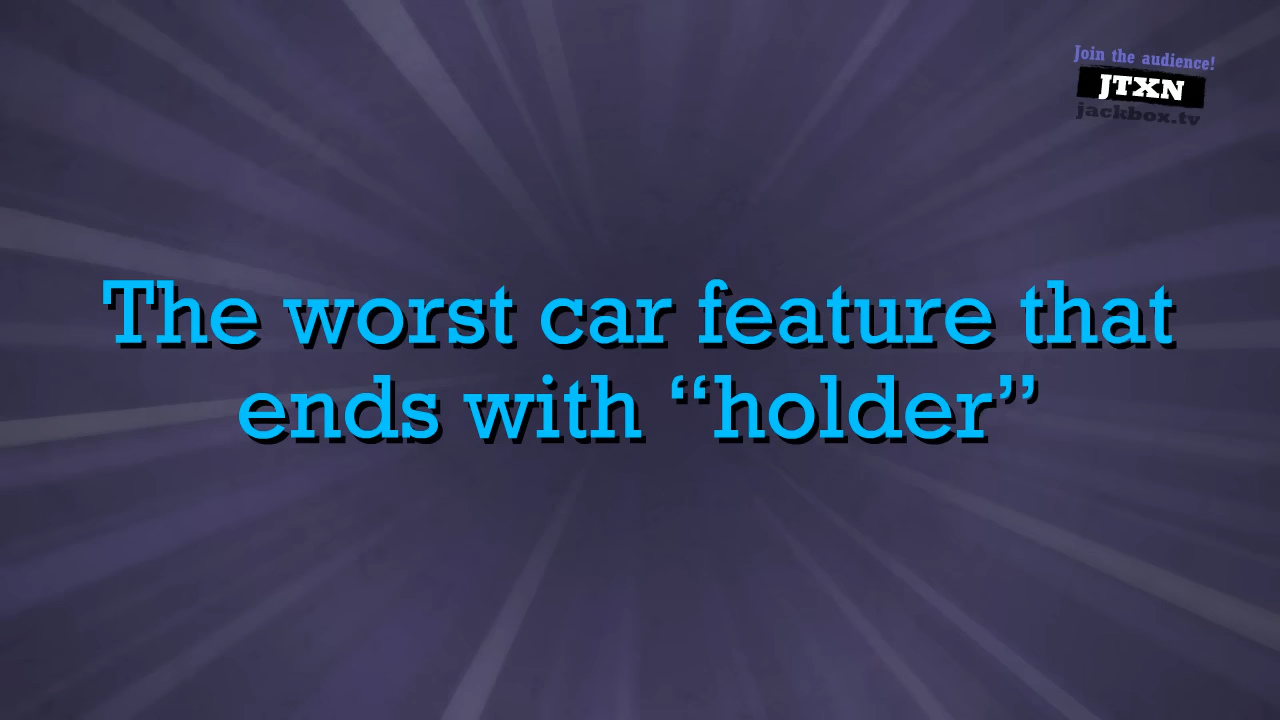 Join the audience!
JTXN
jackbox.tv
The worst car feature that
ends with “holder”